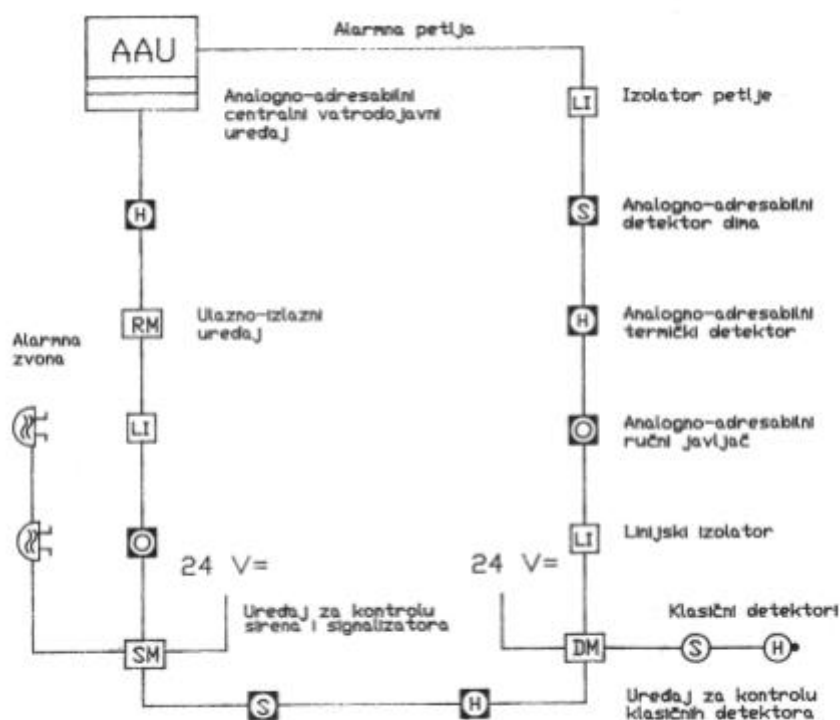 AAU
Alarmna petlja
Analogno-adresabilni
centralni vatrodojavni
uređaj
LI
Izolator petlje
H
S
Analogno-adresabilni
detektor dima
RM
Ulazno-izlazni
uređaj
H
Analogno-adresabilni
termički detektor
Alarmna
zvona
LI
Analogno-adresabilni
ručni javljač
24 V=
24 V=
LI
Linijski izolator
Uređaj za kontrolu
sirena i signalizatora
Klasični detektori
SM
DM
S
H
S
H
Uređaj za kontrolu
klasičnih detektora